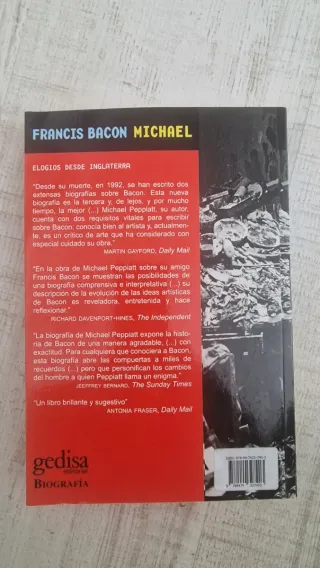 FRANCIS BACON MICHAEL
ELOGIOS DESDE INGLATERRA
"Desde su muerte, en 1992, se han escrito dos
extensas biografías sobre Bacon. Esta nueva
biografía es la tercera y, de lejos, y por mucho
tiempo, la mejor (...) Michael Peppiatt, su autor,
cuenta con dos requisitos vitales para escribir
sobre Bacon; conocía bien al artista y, actualmen-
te, es un crítico de arte que ha considerado con
especial cuidado su obra."
MARTIN GAYFORD, Daily Mail
"En la obra de Michael Peppiatt sobre su amigo
Francis Bacon se muestran las posibilidades de
una biografía comprensiva e interpretativa (...) su
descripción de la evolución de las ideas artísticas
de Bacon es reveladora, entretenida y hace
reflexionar."
RICHARD DAVENPORT-HINES, The Independent
"La biografía de Michael Peppiatt expone la histo-
ria de Bacon de una manera agradable, (...) con
exactitud. Para cualquiera que conociera a Bacon,
esta biografía abre las compuertas a miles de
recuerdos (...) pero que personifican los cambios
del hombre a quien Peppiatt llama un enigma."
JEFFREY BERNARD, The Sunday Times
"Un libro brillante y sugestivo"
ANTONIA FRASER, Daily Mail
gedisa
editorial
BIOGRAFÍA